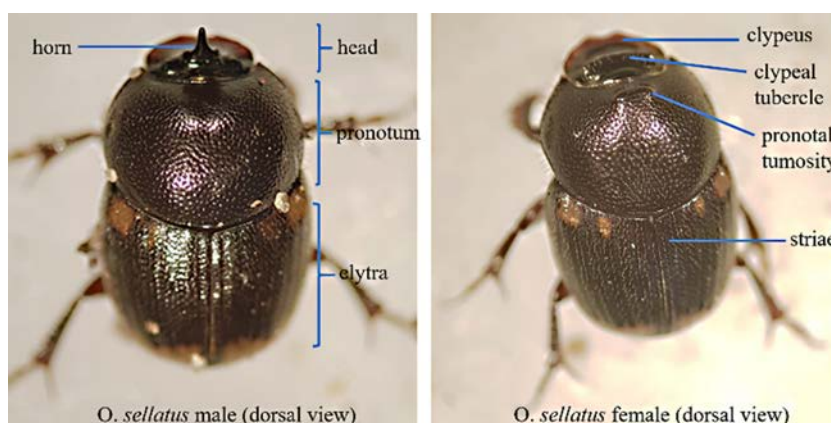 horn
head
pronotum
elytra
O. sellatus male (dorsal view)
clypeus
clypeal
tubercle
pronotal
tumosity
striae
O. sellatus female (dorsal view)